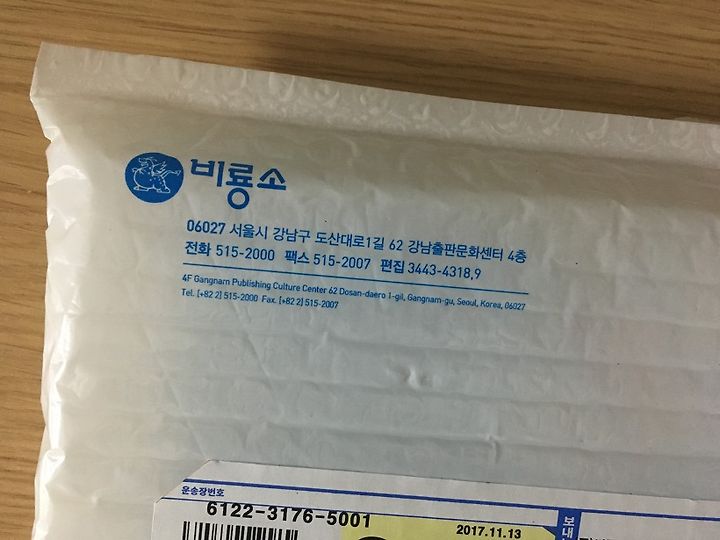 비룡소
06027 서울시 강남구 도산대로1길 62 강남출판문화센터 4층
전화 515-2000 팩스 515-2007 편집 3443-4318,9
4F Gangnam Publishing Culture Center 62 Dosan-daero 1-gil, Gangnam-gu, Seoul, Korea, 06027
Tel. (+82 2) 515-2000 Fax. (+82 2) 515-2007
운송장번호
6122-3176-5001
2017.11.13
보내